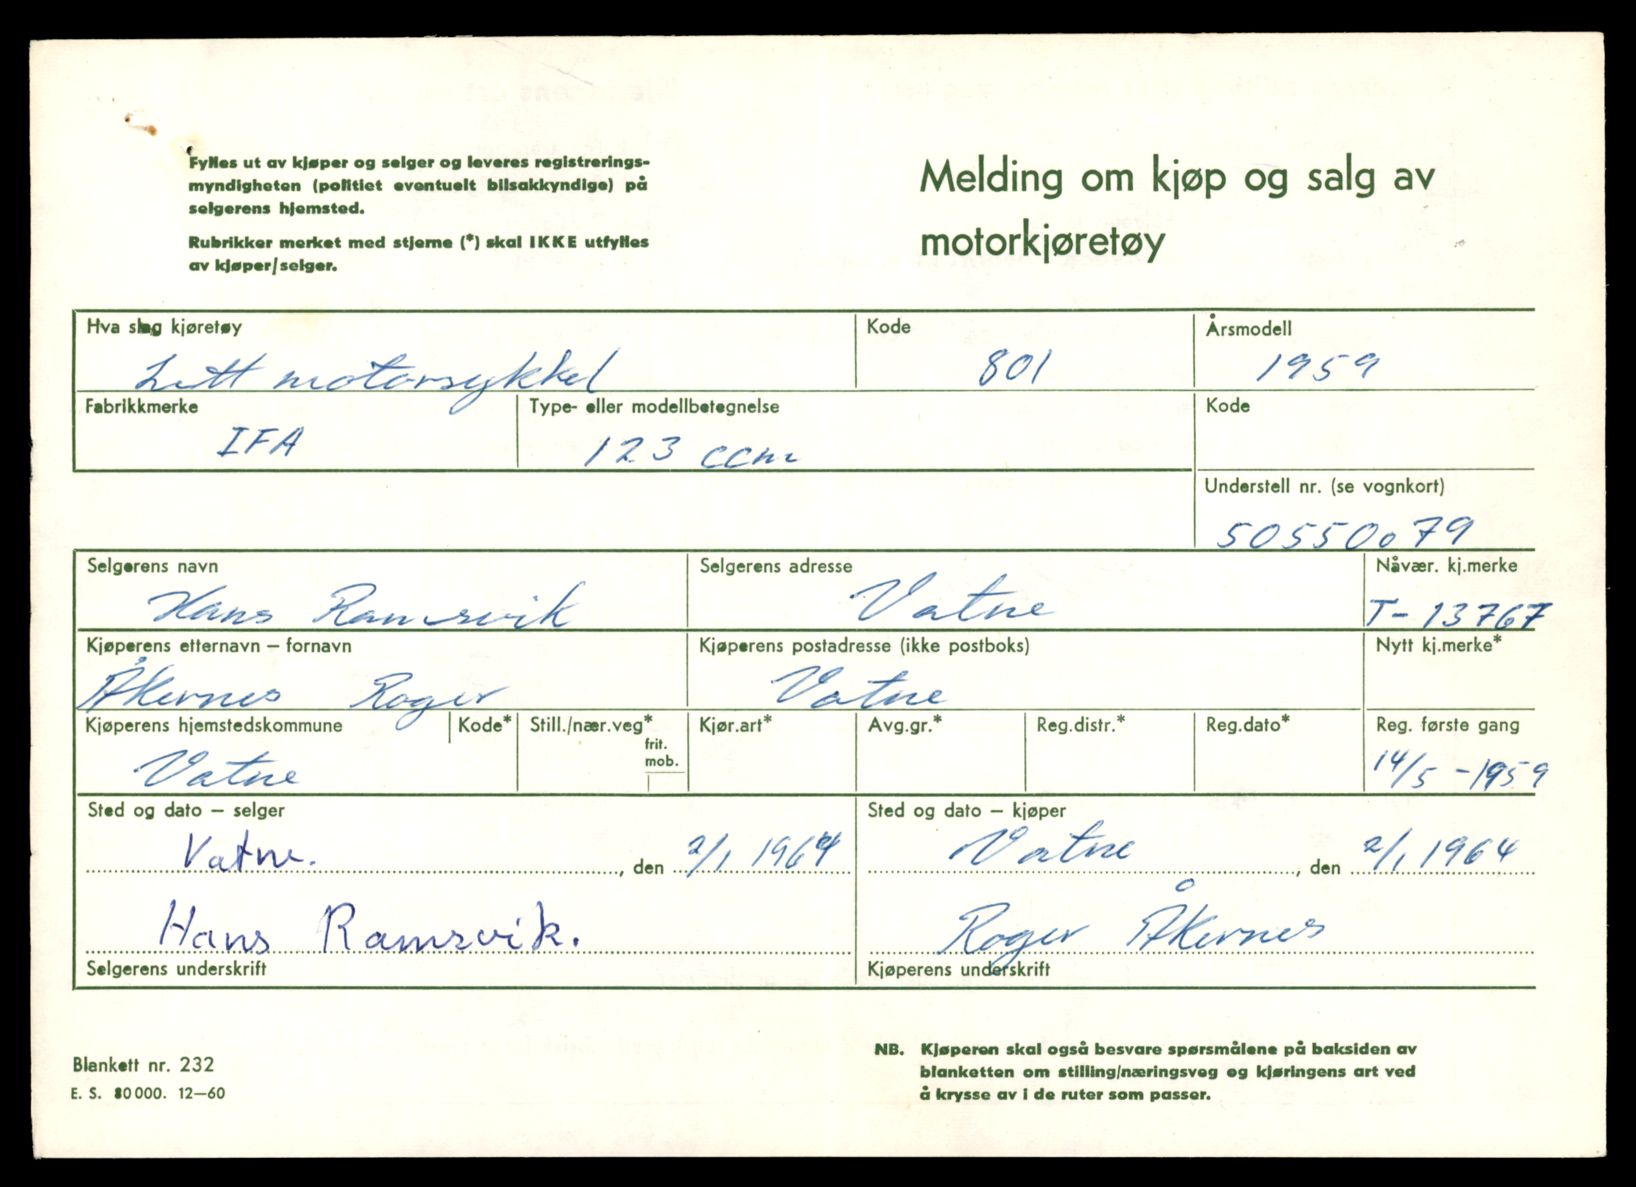 Fylles ut av kjøper og selger og leveres registrerings-
myndigheten (politiet eventuelt bilsakkyndige) på
selgerens hjemsted.
Rubrikker merket med stjerne (*) skal IKKE utfylles
av kjøper/selger.
Melding om kjøp og salg av
motorkjøretøy
Hva slag kjøretøy
Kode
Årsmodell
Lett motorsykkel
801
1959
Fabrikkmerke
Type- eller modellbetegnelse
Kode
IFA
123 ccm
Understell nr. (se vognkort)
50550079
Selgerens navn
Selgerens adresse
Nåvær. kj.merke
Hans Ramsvik
Vatne
T-13767
Kjøperens etternavn – fornavn
Kjøperens postadresse (ikke postboks)
Nytt kj.merke*
Åkernes Roger
Vatne
Kjøperens hjemstedskommune
Kode*
Still./nær.veg*
frit.
mob.
Kjør.art*
Avg.gr.*
Reg.distr.*
Reg.dato*
Reg. første gang
Vatne
14/5 -1959
Sted og dato – selger
Sted og dato – kjøper
Vatne. , den 2/1 1964
Vatne , den 2/1 1964
Hans Ramsvik.
Roger Åkernes
Selgerens underskrift
Kjøperens underskrift
Blankett nr. 232
E. S. 80000. 12–60
NB. Kjøperen skal også besvare spørsmålene på baksiden av
blanketten om stilling/næringsveg og kjøringens art ved
å krysse av i de ruter som passer.